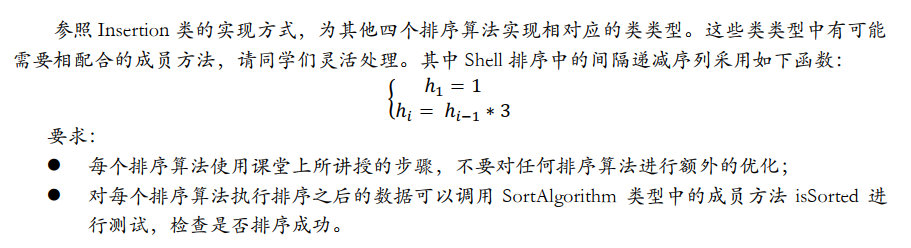 参照 Insertion 类的实现方式，为其他四个排序算法实现相对应的类类型。这些类类型中有可能
需要相配合的成员方法，请同学们灵活处理。其中 Shell 排序中的间隔递减序列采用如下函数：
{ h₁ = 1
hᵢ = hᵢ₋₁ * 3
要求：
● 每个排序算法使用课堂上所讲授的步骤，不要对任何排序算法进行额外的优化；
● 对每个排序算法执行排序之后的数据可以调用 SortAlgorithm 类型中的成员方法 isSorted 进
行测试，检查是否排序成功。